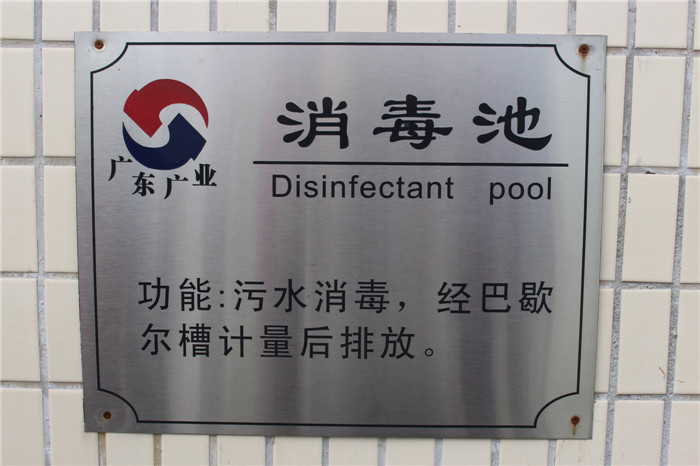 消毒池
广东广业
Disinfectant pool
功能:污水消毒，经巴歇
尔槽计量后排放。